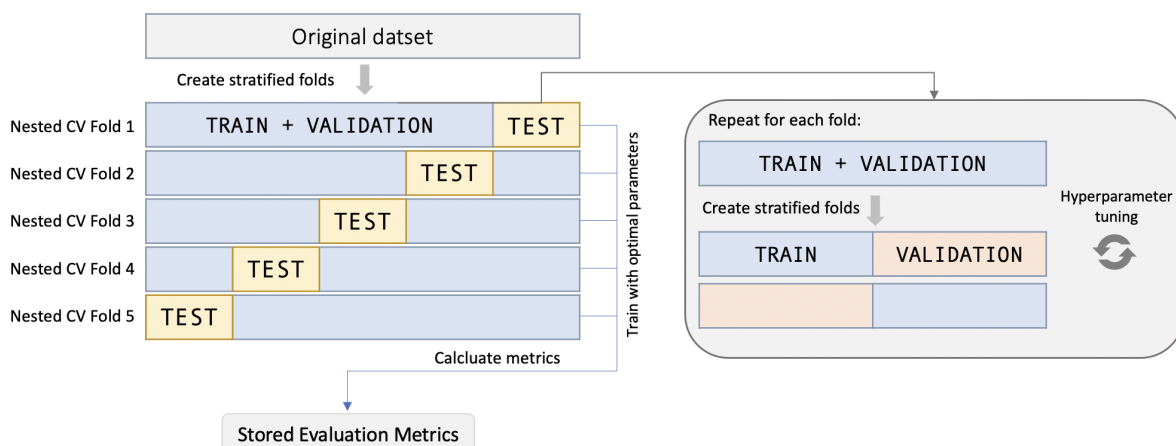 Original datset
Create stratified folds
Nested CV Fold 1
TRAIN + VALIDATION
TEST
Nested CV Fold 2
TEST
Nested CV Fold 3
TEST
Nested CV Fold 4
TEST
Nested CV Fold 5
TEST
Train with optimal parameters
Calcluate metrics
Stored Evaluation Metrics
Repeat for each fold:
TRAIN + VALIDATION
Create stratified folds
Hyperparameter
tuning
TRAIN
VALIDATION